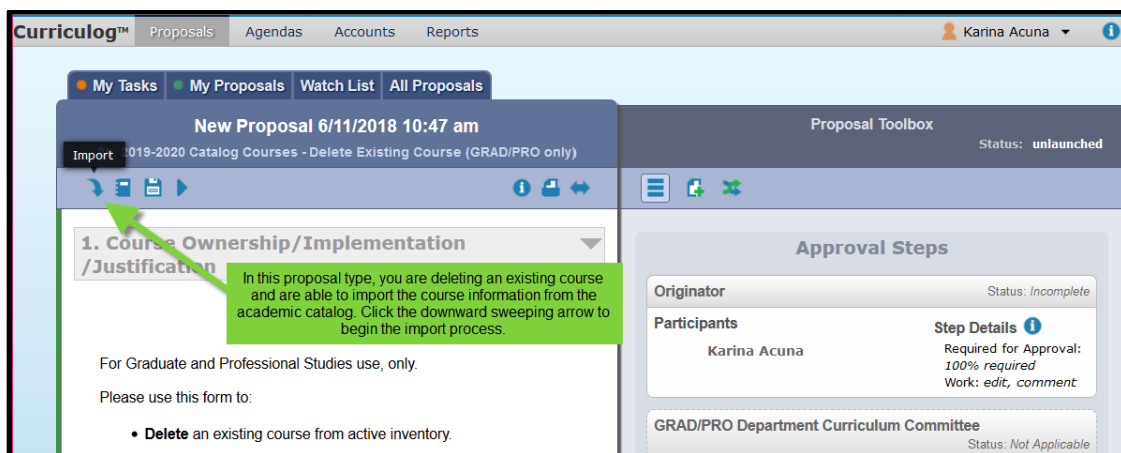 Curriculog™ Proposals Agendas Accounts Reports Karina Acuna
My Tasks My Proposals Watch List All Proposals
New Proposal 6/11/2018 10:47 am
2019-2020 Catalog Courses - Delete Existing Course (GRAD/PRO only)
Import
Proposal Toolbox
Status: unlaunched
1. Course Ownership/Implementation
/Justification
In this proposal type, you are deleting an existing course
and are able to import the course information from the
academic catalog. Click the downward sweeping arrow to
begin the import process.
For Graduate and Professional Studies use, only.
Please use this form to:
• Delete an existing course from active inventory.
Approval Steps
Originator Status: Incomplete
Participants
Karina Acuna
Step Details
Required for Approval:
100% required
Work: edit, comment
GRAD/PRO Department Curriculum Committee
Status: Not Applicable